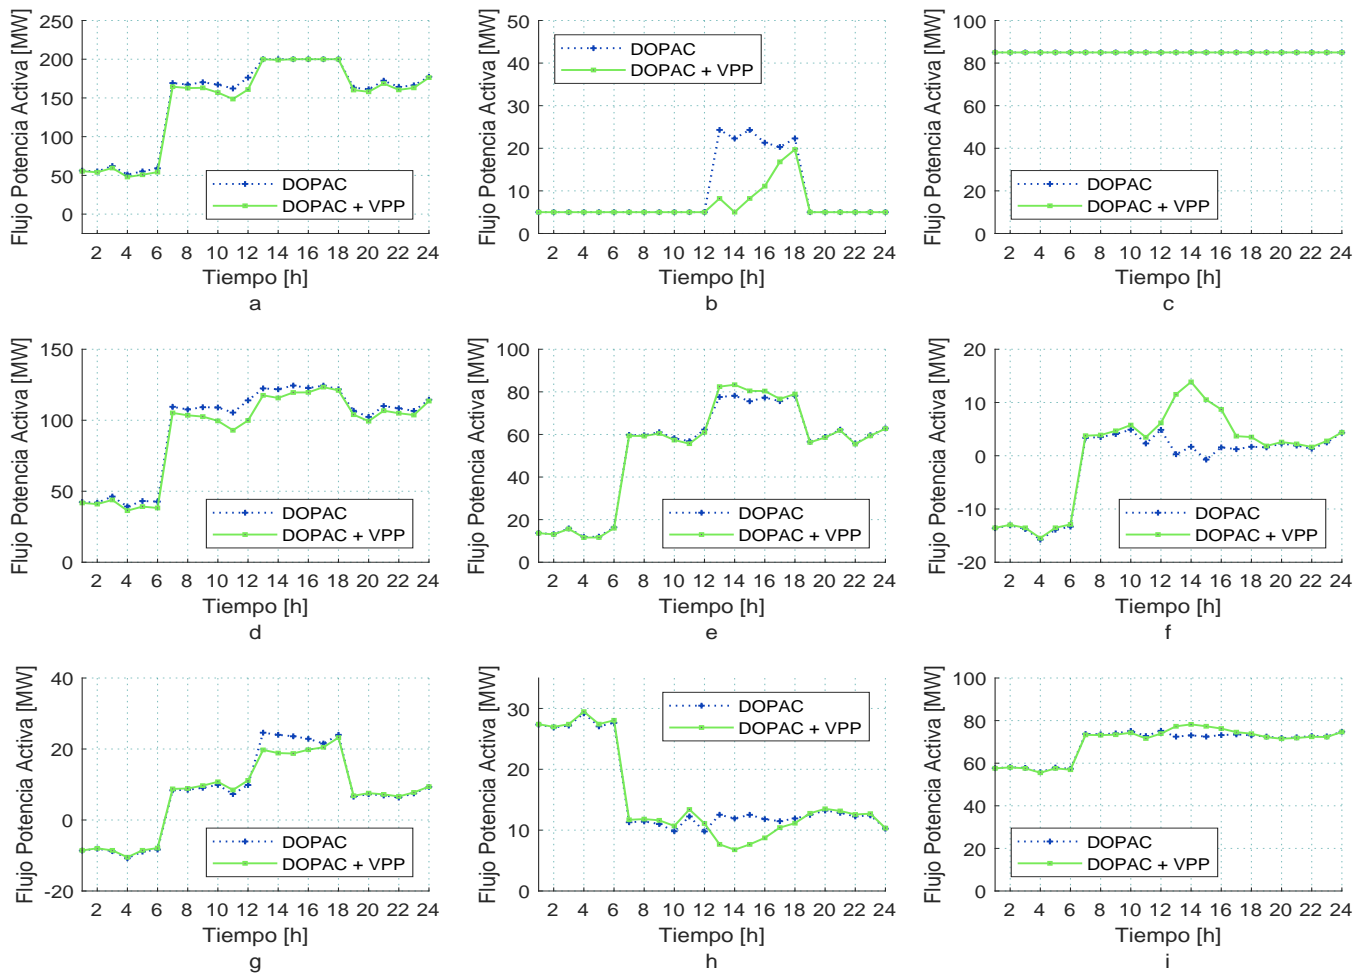 Flujo Potencia Activa [MW]
250
200
150
100
50
0
DOPAC
DOPAC + VPP
2 4 6 8 10 12 14 16 18 20 22 24
Tiempo [h]
a
Flujo Potencia Activa [MW]
50
40
30
20
10
0
DOPAC
DOPAC + VPP
2 4 6 8 10 12 14 16 18 20 22 24
Tiempo [h]
b
Flujo Potencia Activa [MW]
100
80
60
40
20
0
DOPAC
DOPAC + VPP
2 4 6 8 10 12 14 16 18 20 22 24
Tiempo [h]
c
Flujo Potencia Activa [MW]
150
100
50
0
DOPAC
DOPAC + VPP
2 4 6 8 10 12 14 16 18 20 22 24
Tiempo [h]
d
Flujo Potencia Activa [MW]
100
80
60
40
20
0
DOPAC
DOPAC + VPP
2 4 6 8 10 12 14 16 18 20 22 24
Tiempo [h]
e
Flujo Potencia Activa [MW]
20
10
0
-10
-20
DOPAC
DOPAC + VPP
2 4 6 8 10 12 14 16 18 20 22 24
Tiempo [h]
f
Flujo Potencia Activa [MW]
40
20
0
-20
DOPAC
DOPAC + VPP
2 4 6 8 10 12 14 16 18 20 22 24
Tiempo [h]
g
Flujo Potencia Activa [MW]
30
20
10
0
DOPAC
DOPAC + VPP
2 4 6 8 10 12 14 16 18 20 22 24
Tiempo [h]
h
Flujo Potencia Activa [MW]
100
80
60
40
20
0
DOPAC
DOPAC + VPP
2 4 6 8 10 12 14 16 18 20 22 24
Tiempo [h]
i